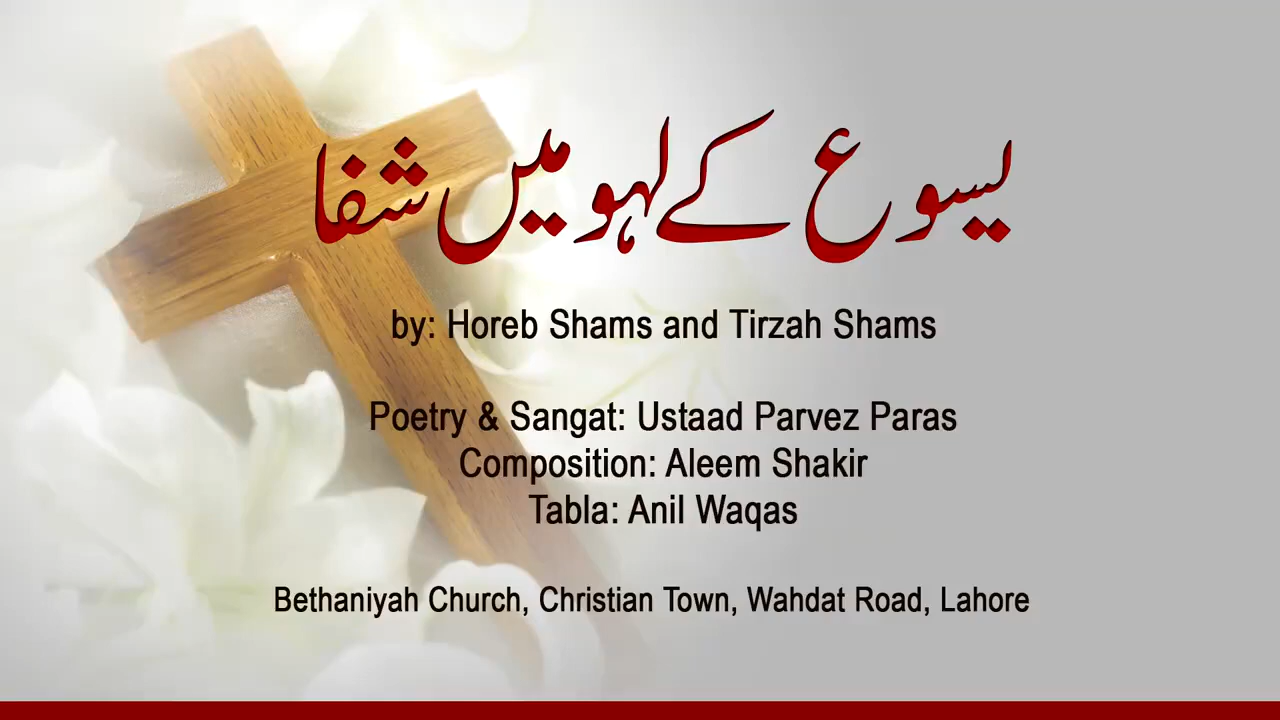 یسوع کے لہو میں شفا
by: Horeb Shams and Tirzah Shams
Poetry & Sangat: Ustaad Parvez Paras
Composition: Aleem Shakir
Tabla: Anil Waqas
Bethaniyah Church, Christian Town, Wahdat Road, Lahore